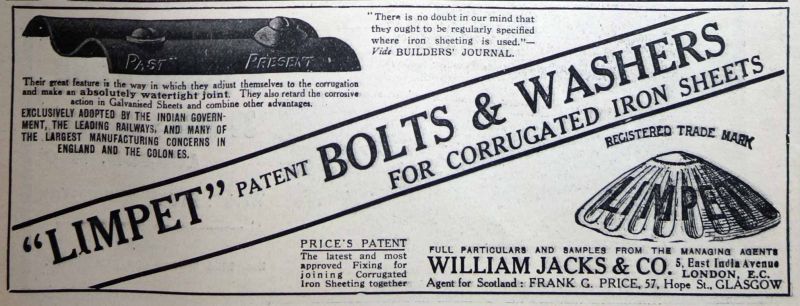 PAST
PRESENT
"There is no doubt in our mind that
they ought to be regularly specified
where iron sheeting is used."—
Vide BUILDERS' JOURNAL.
Their great feature is the way in which they adjust themselves to the corrugation
and make an absolutely watertight joint. They also retard the corrosive
action in Galvanised Sheets and combine other advantages.
EXCLUSIVELY ADOPTED BY THE INDIAN GOVERN-
MENT, THE LEADING RAILWAYS, AND MANY OF
THE LARGEST MANUFACTURING CONCERNS IN
ENGLAND AND THE COLONIES.
"LIMPET" PATENT BOLTS & WASHERS
FOR CORRUGATED IRON SHEETS
REGISTERED TRADE MARK
LIMPET
PRICE'S PATENT
The latest and most
approved Fixing for
joining Corrugated
Iron Sheeting together
FULL PARTICULARS AND SAMPLES FROM THE MANAGING AGENTS
WILLIAM JACKS & CO. 5, East India Avenue
LONDON, E.C.
Agent for Scotland: FRANK G. PRICE, 57, Hope St., GLASGOW